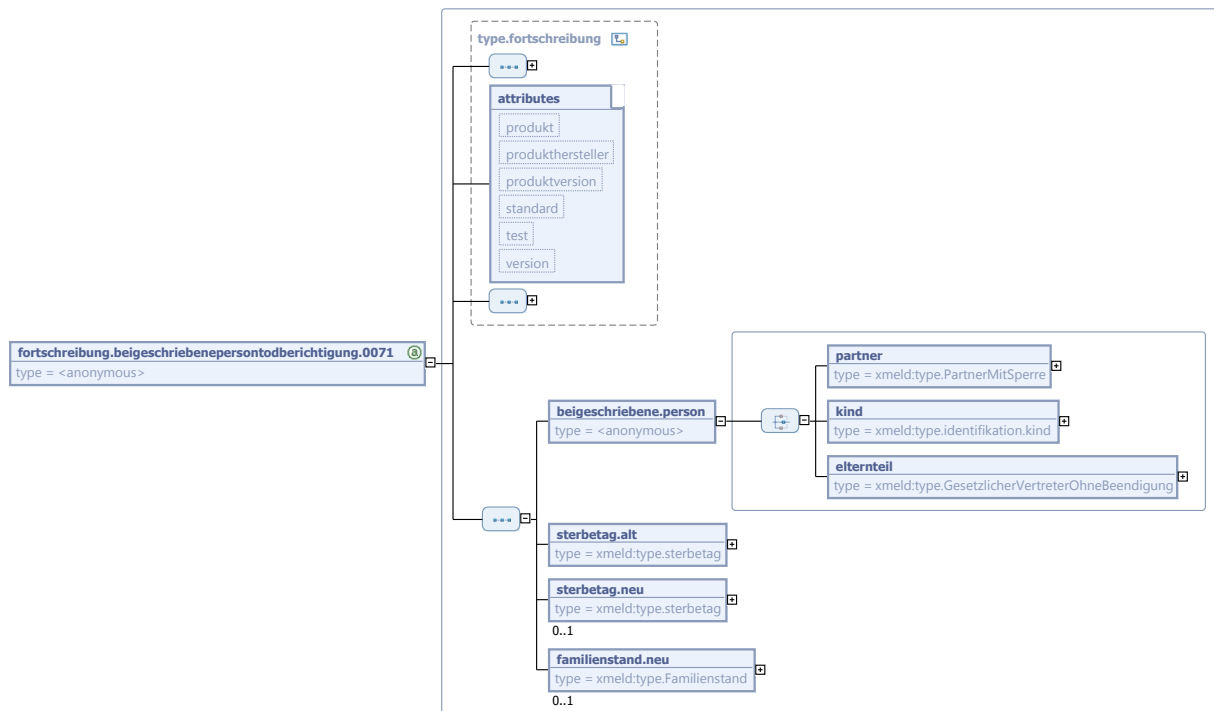 type.fortschreibung
attributes
produkt
produkthersteller
produktversion
standard
test
version
fortschreibung.beigeschriebenepersontodberichtigung.0071 a
type = <anonymous>
beigeschriebene.person
type = <anonymous>
partner
type = xmeld:type.PartnerMitSperre
kind
type = xmeld:type.identifikation.kind
elternteil
type = xmeld:type.GesetzlicherVertreterOhneBeendigung
sterbetag.alt
type = xmeld:type.sterbetag
sterbetag.neu
type = xmeld:type.sterbetag
0..1
familienstand.neu
type = xmeld:type.Familienstand
0..1